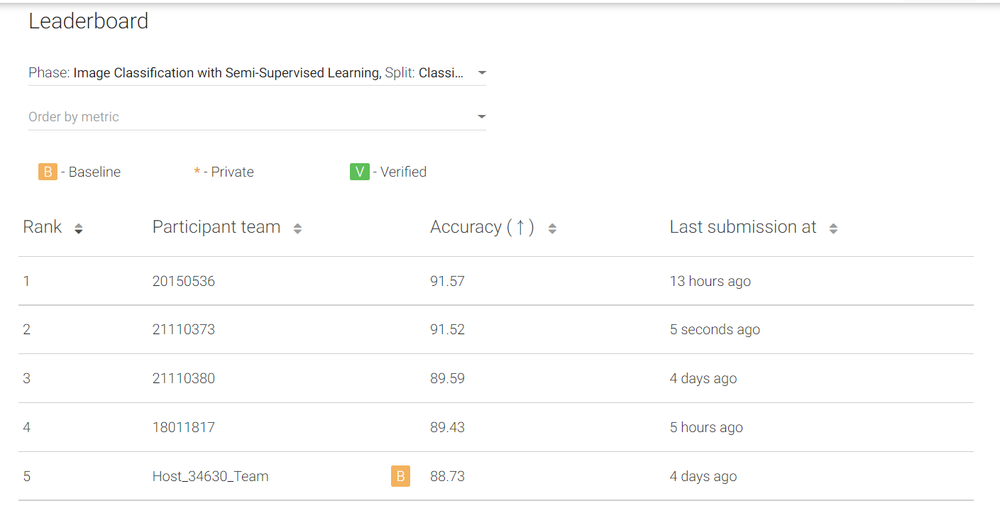 Leaderboard
Phase: Image Classification with Semi-Supervised Learning, Split: Classi...
Order by metric
B - Baseline * - Private V - Verified
Rank Participant team Accuracy (↑) Last submission at
1 20150536 91.57 13 hours ago
2 21110373 91.52 5 seconds ago
3 21110380 89.59 4 days ago
4 18011817 89.43 5 hours ago
5 Host_34630_Team B 88.73 4 days ago